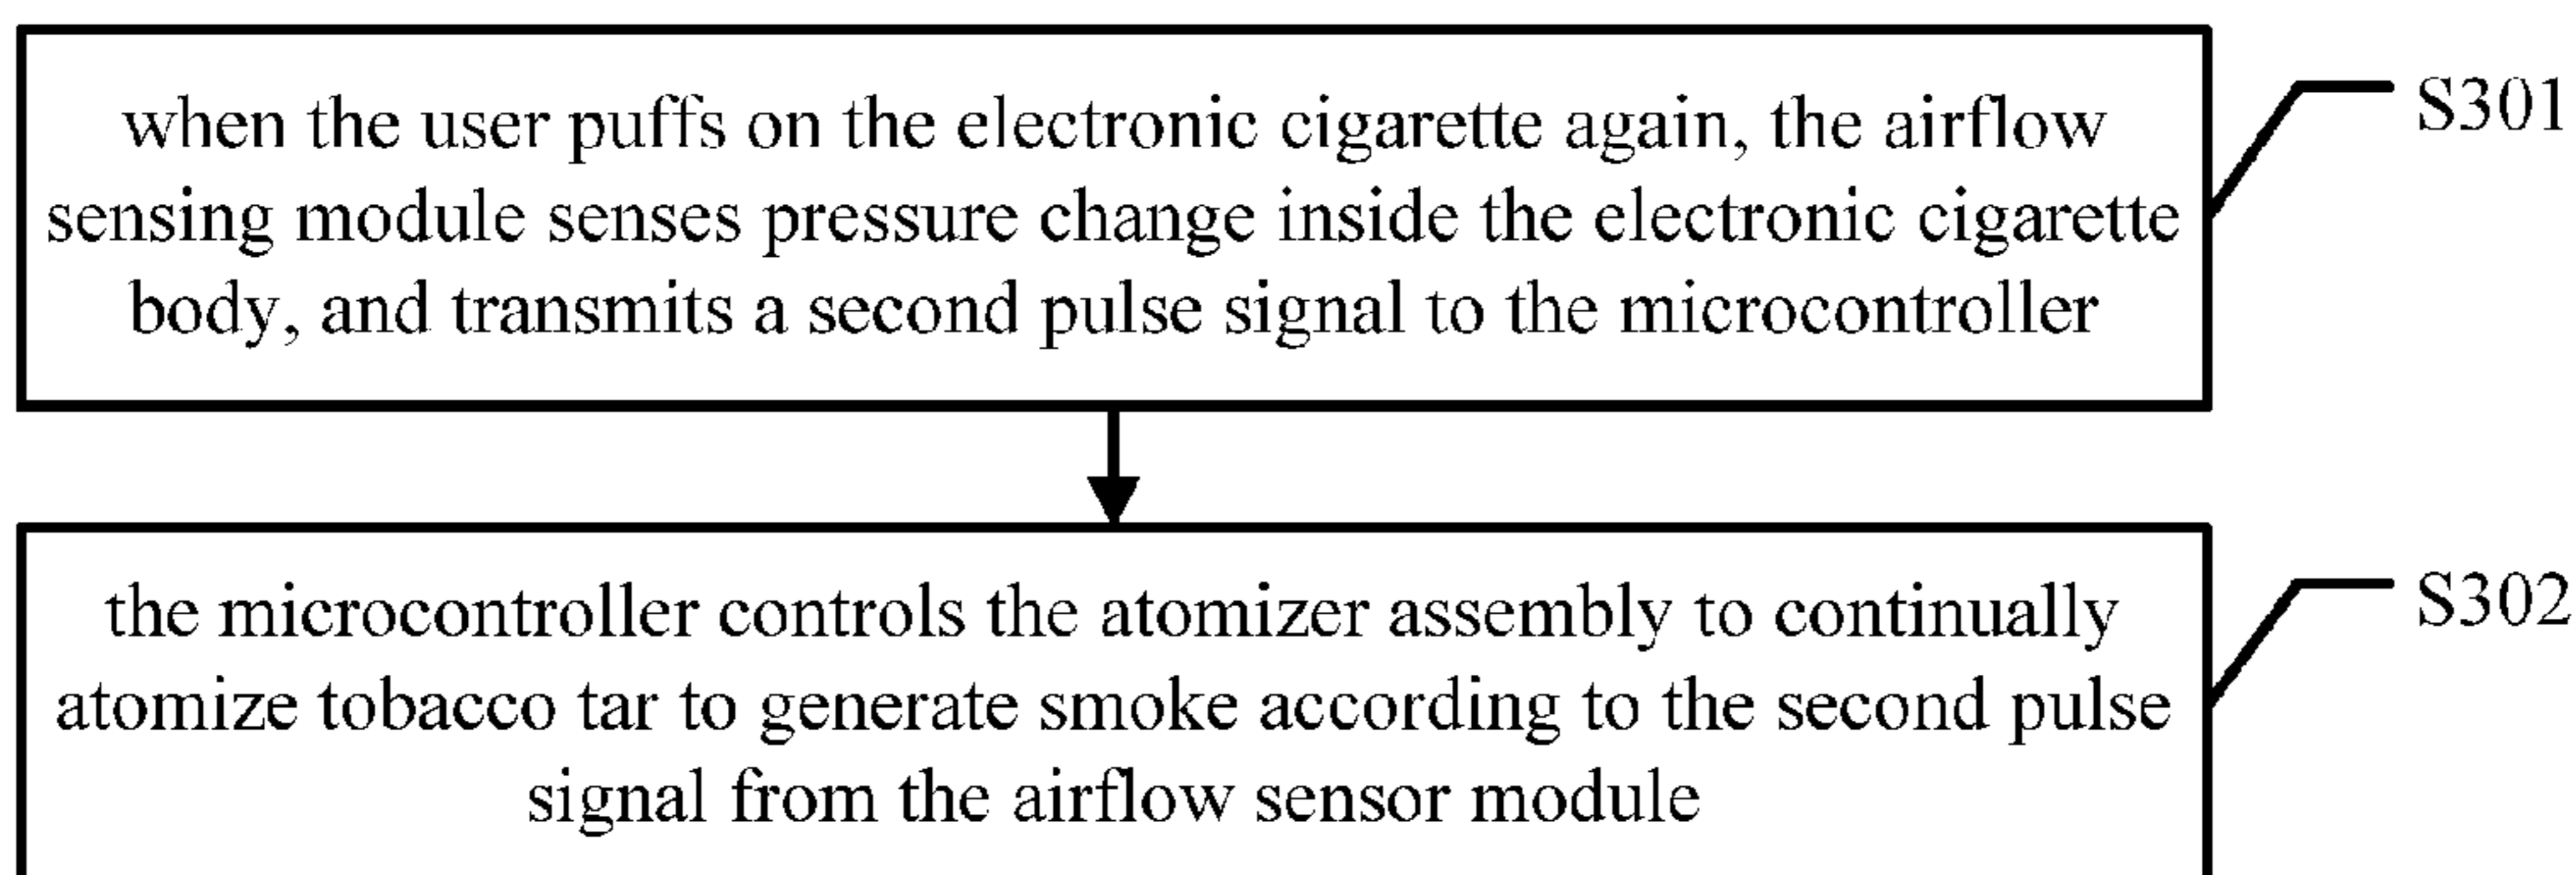 when the user puffs on the electronic cigarette again, the airflow
sensing module senses pressure change inside the electronic cigarette
body, and transmits a second pulse signal to the microcontroller
S301
the microcontroller controls the atomizer assembly to continually
atomize tobacco tar to generate smoke according to the second pulse
signal from the airflow sensor module
S302